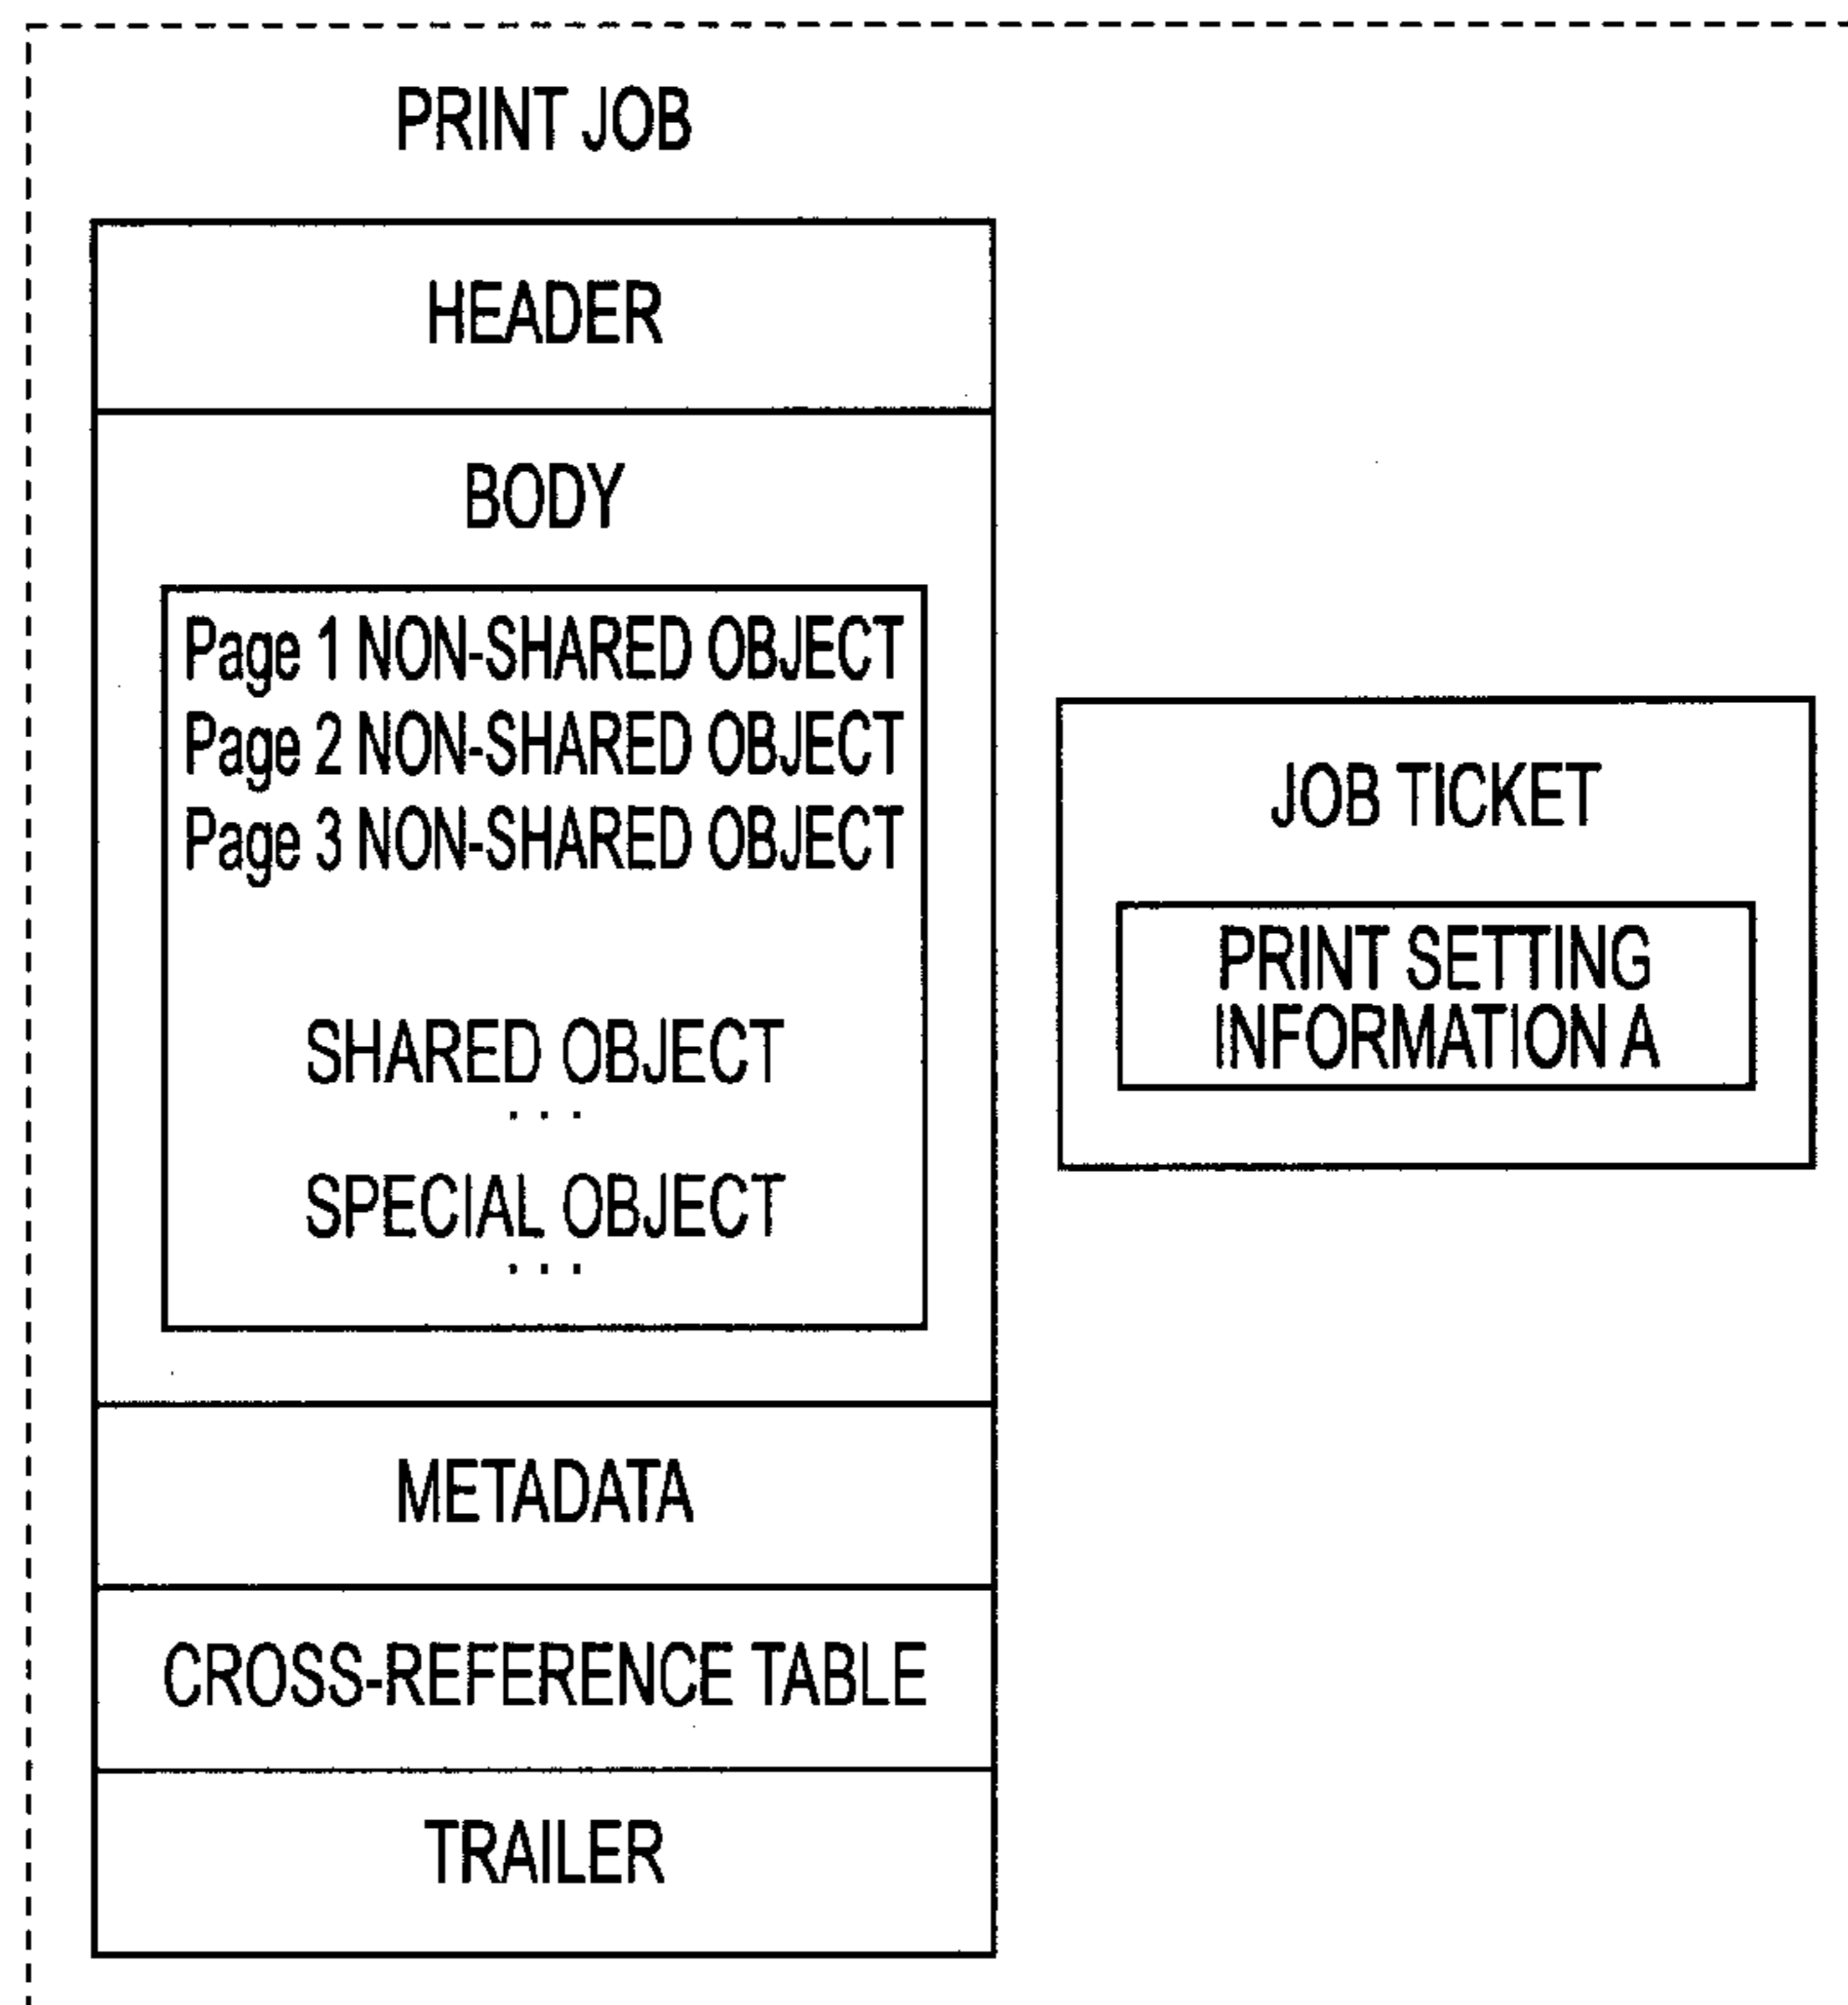 PRINT JOB
HEADER
BODY
Page 1 NON-SHARED OBJECT
Page 2 NON-SHARED OBJECT
Page 3 NON-SHARED OBJECT
SHARED OBJECT
...
SPECIAL OBJECT
...
METADATA
CROSS-REFERENCE TABLE
TRAILER
JOB TICKET
PRINT SETTING
INFORMATION A